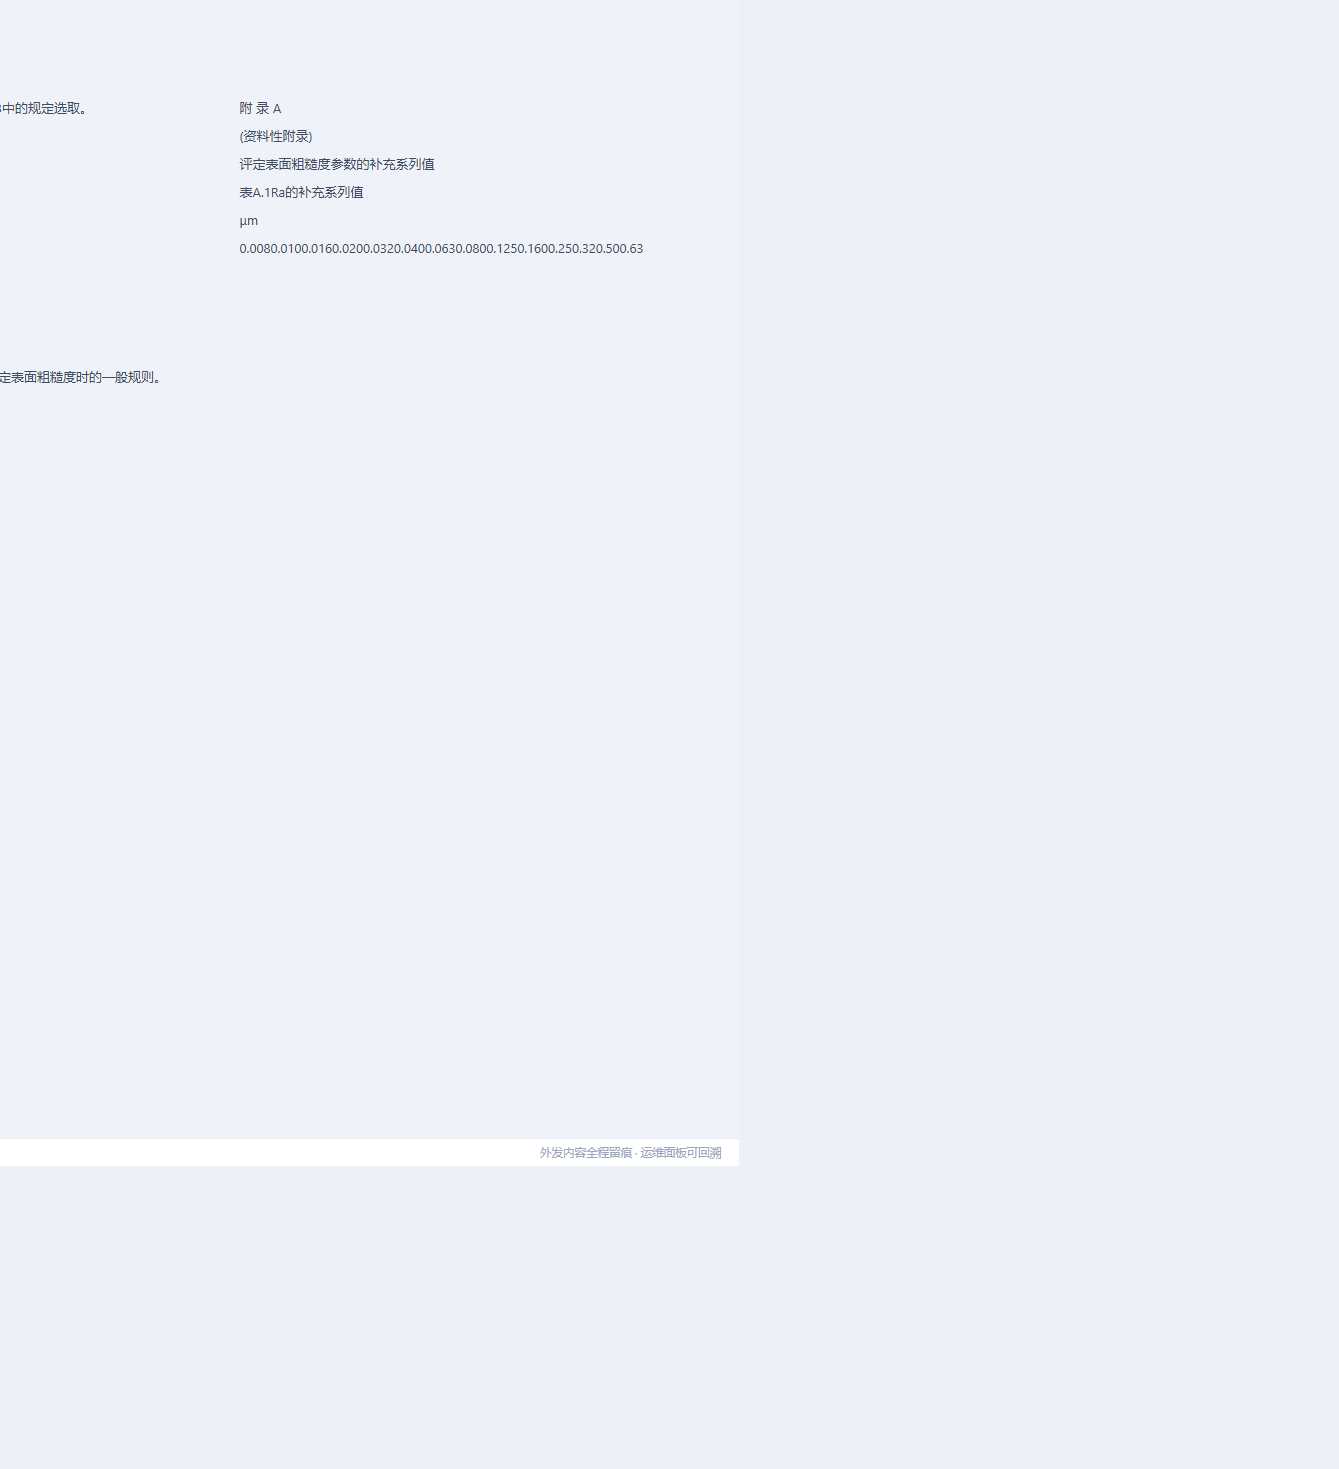 中的规定选取。
定表面粗糙度时的一般规则。
附 录 A
(资料性附录)
评定表面粗糙度参数的补充系列值
表A.1Ra的补充系列值
μm
0.0080.0100.0160.0200.0320.0400.0630.0800.1250.1600.250.320.500.63
外发内容全程留痕 · 运维面板可回溯